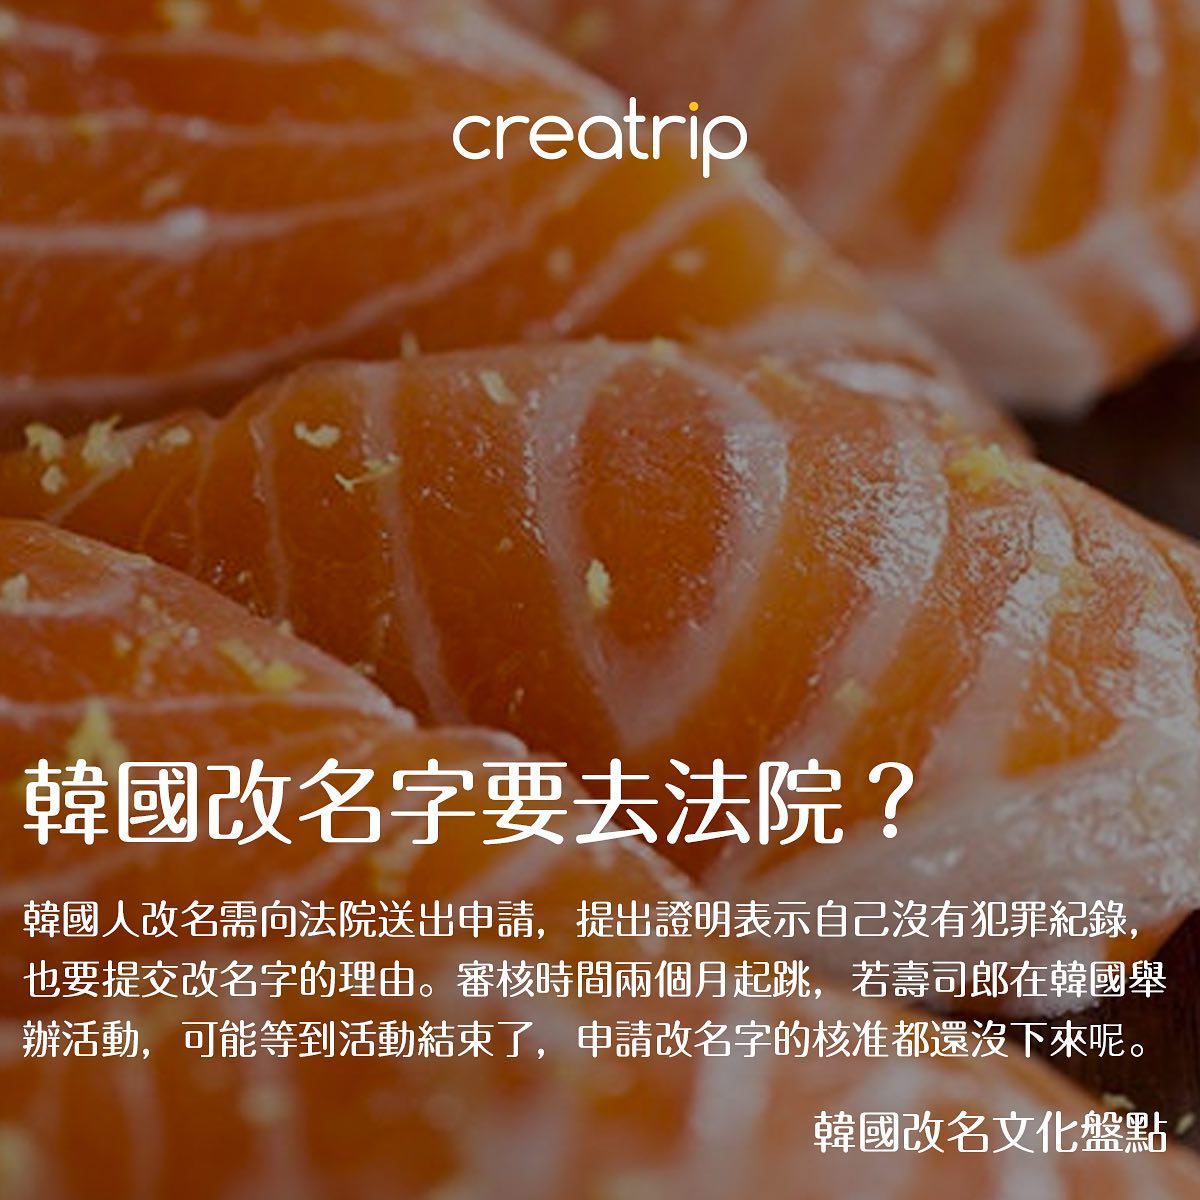 creatrip
韓國改名字要去法院？
韓國人改名需向法院送出申請，提出證明表示自己沒有犯罪紀錄，
也要提交改名字的理由。審核時間兩個月起跳，若壽司郎在韓國舉
辦活動，可能等到活動結束了，申請改名字的核准都還沒下來呢。
韓國改名文化盤點